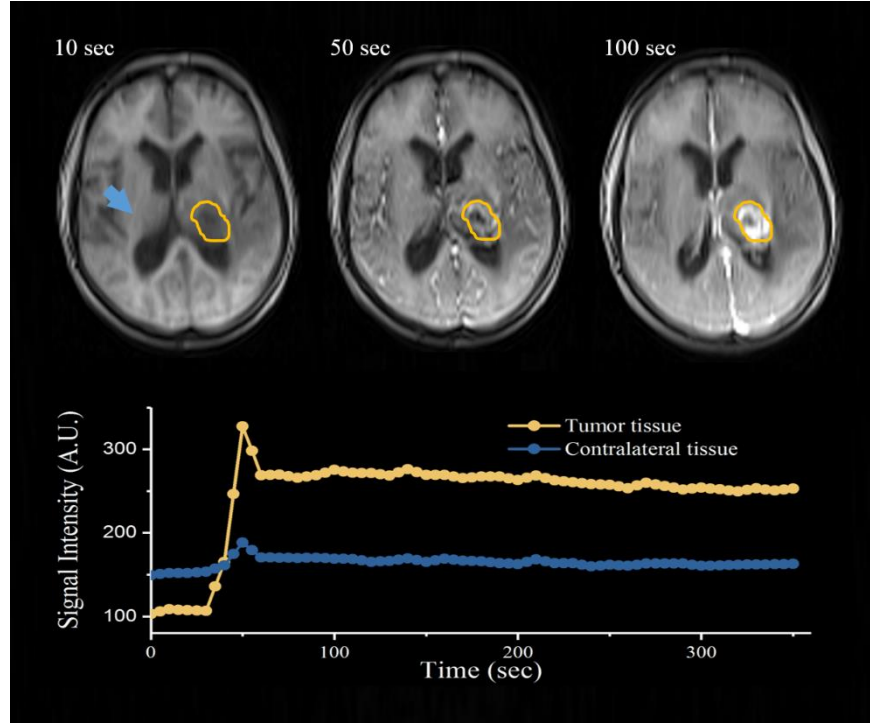 10 sec
50 sec
100 sec
Signal Intensity (A.U.)
300
200
100
Tumor tissue
Contralateral tissue
0
100
200
300
Time (sec)